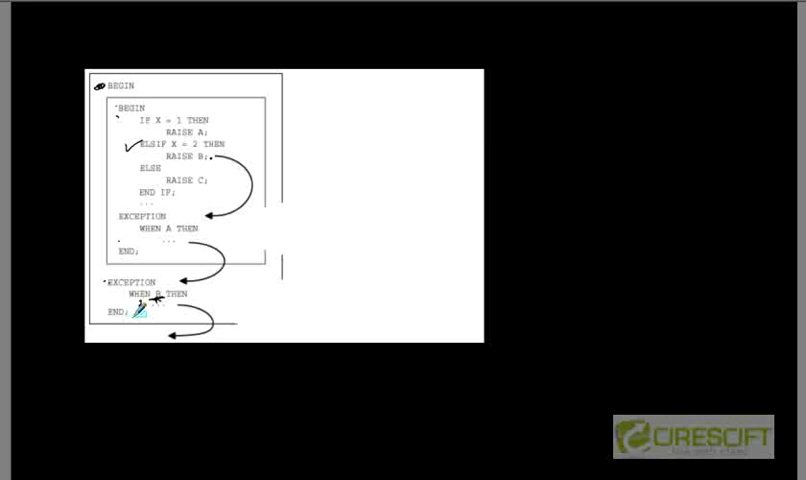 BEGIN
BEGIN
IF X = 1 THEN
RAISE A;
ELSIF X = 2 THEN
RAISE B;
ELSE
RAISE C;
END IF;
...
EXCEPTION
WHEN A THEN
...
END;
EXCEPTION
WHEN B THEN
...
END;